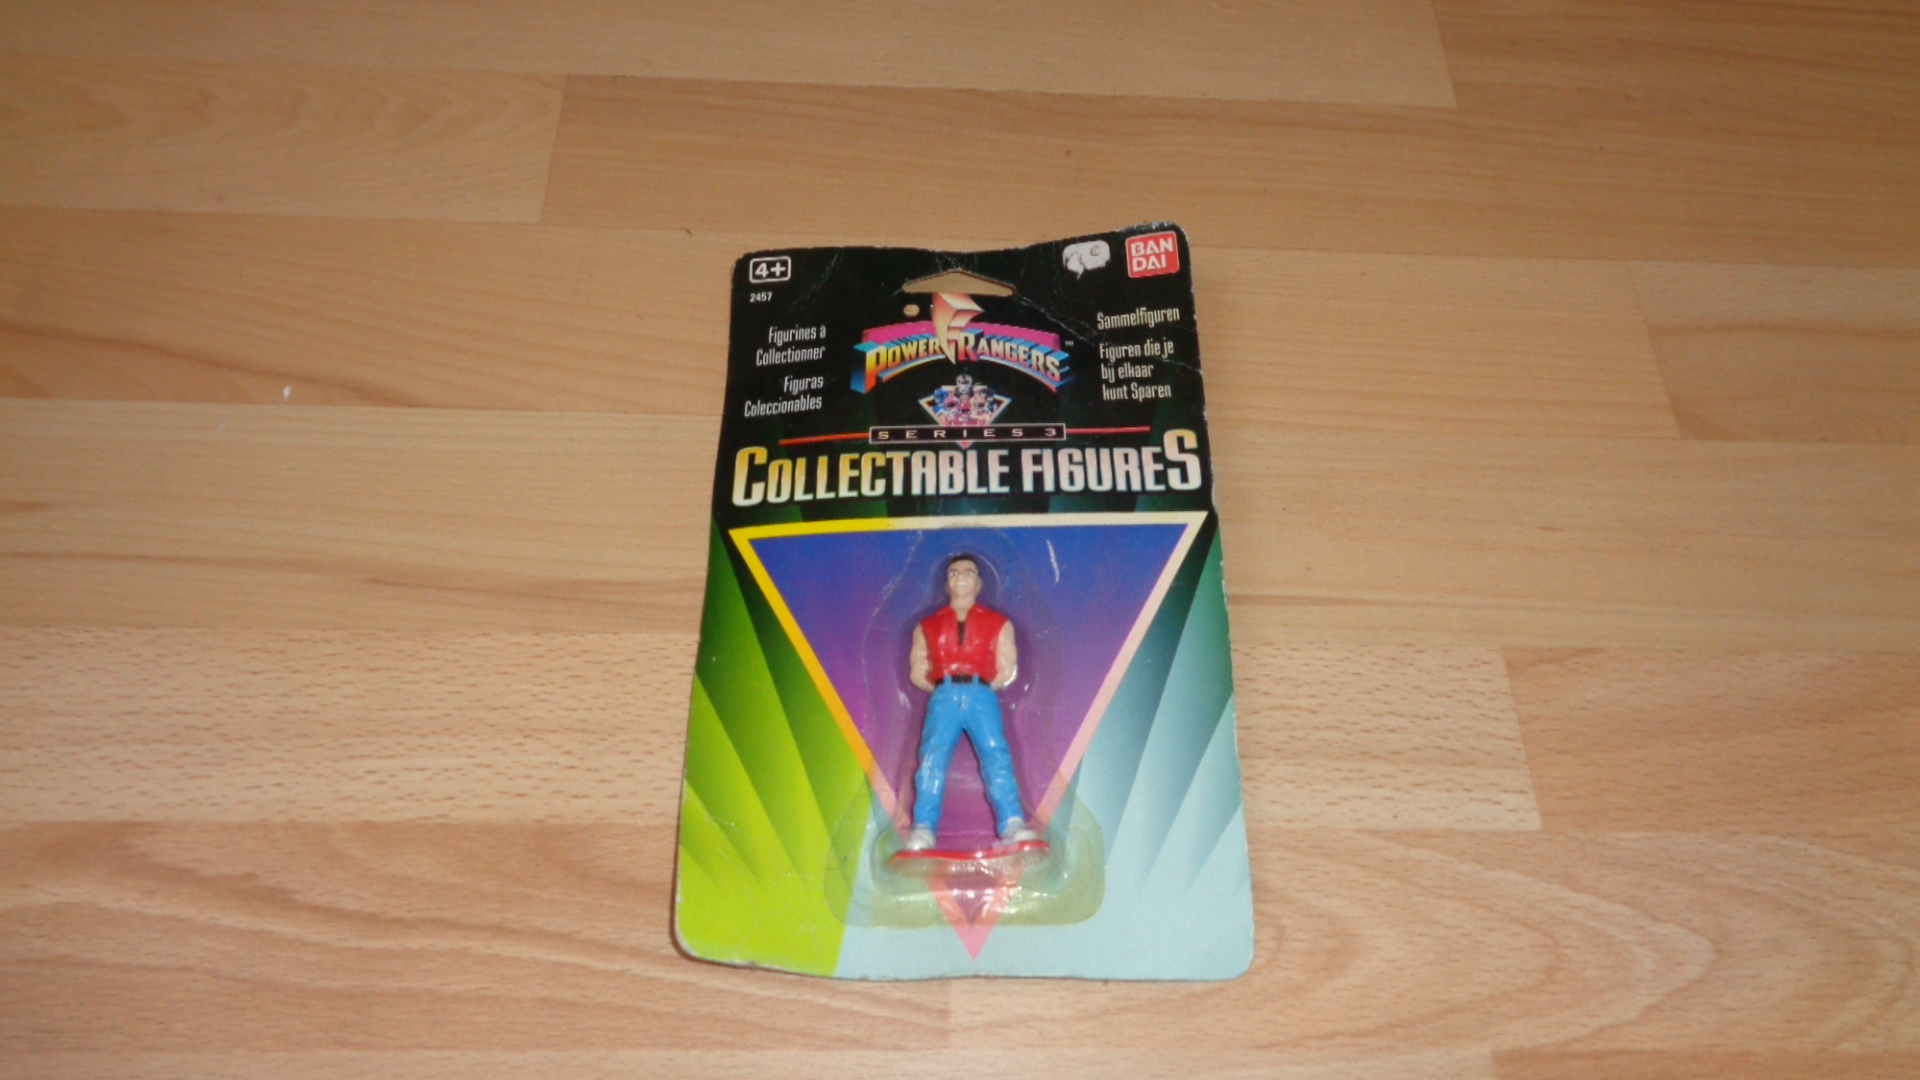 4+
2457
BAN
DAI
Figurines à
Collectionner
Figuras
Coleccionables
POWER RANGERS
™
Sammelfiguren
Figuren die je
bij elkaar
kunt Sparen
SERIES 3
COLLECTABLE FIGURES